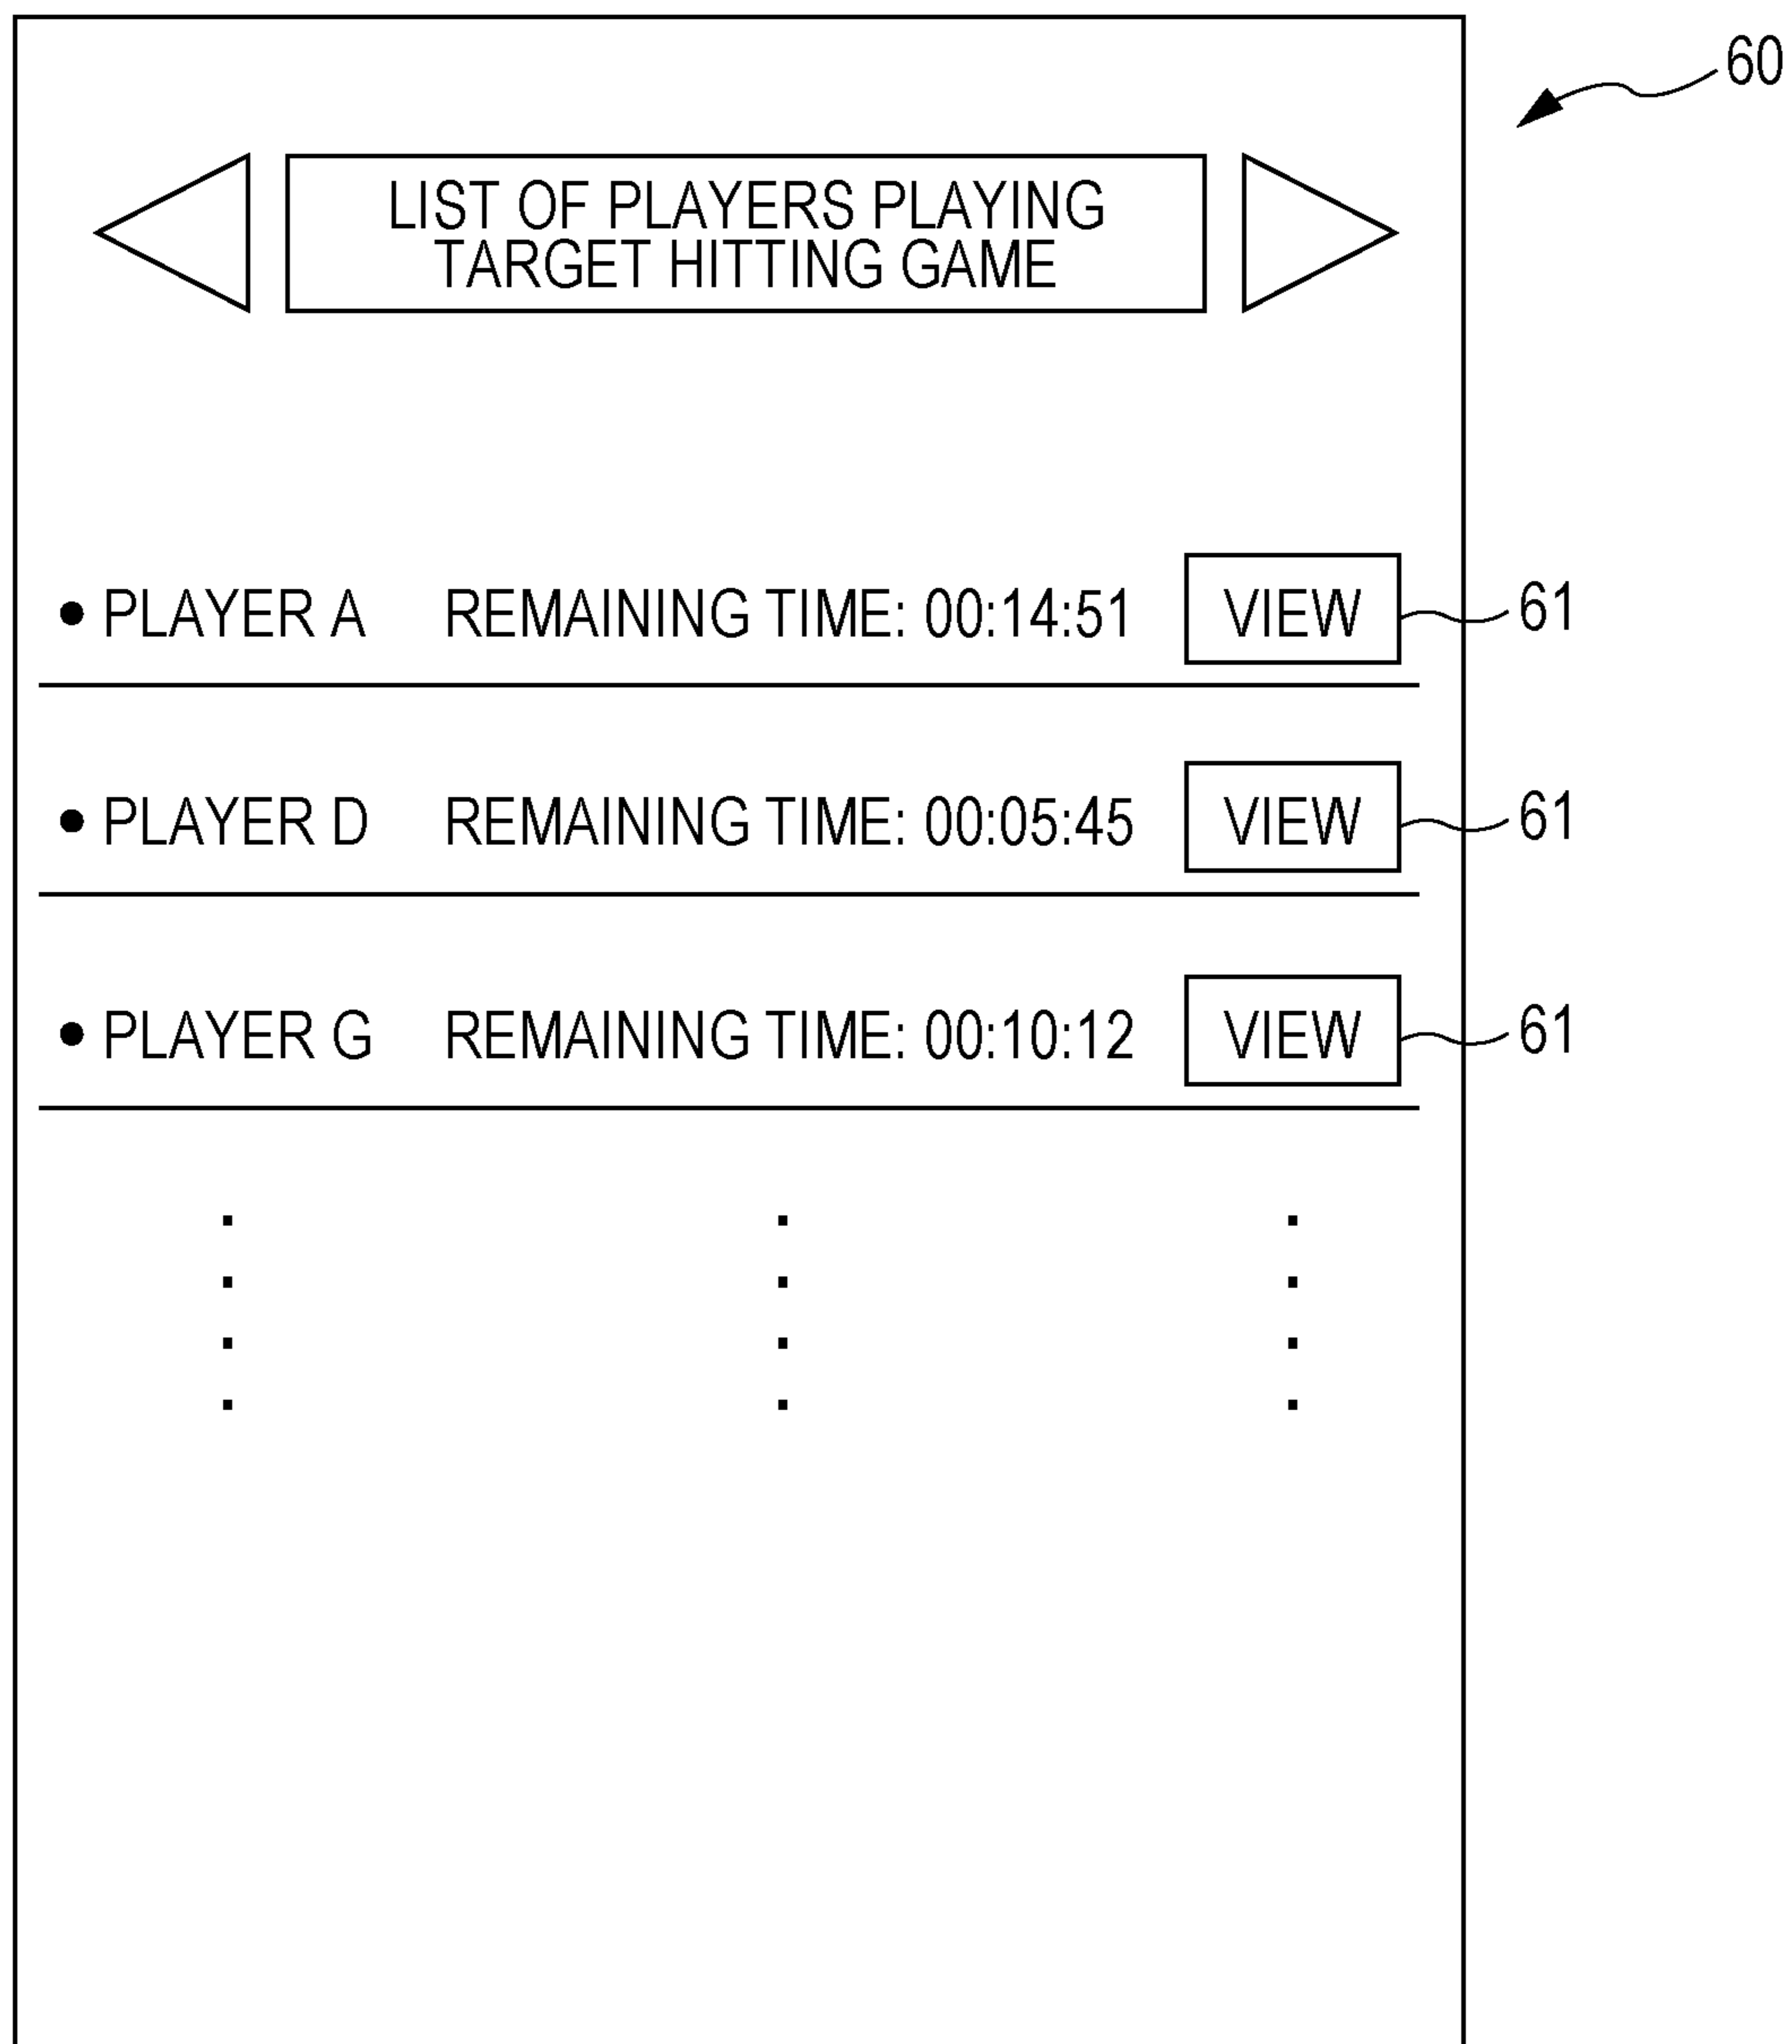 60
LIST OF PLAYERS PLAYING
TARGET HITTING GAME
• PLAYER A REMAINING TIME: 00:14:51 VIEW 61
• PLAYER D REMAINING TIME: 00:05:45 VIEW 61
• PLAYER G REMAINING TIME: 00:10:12 VIEW 61